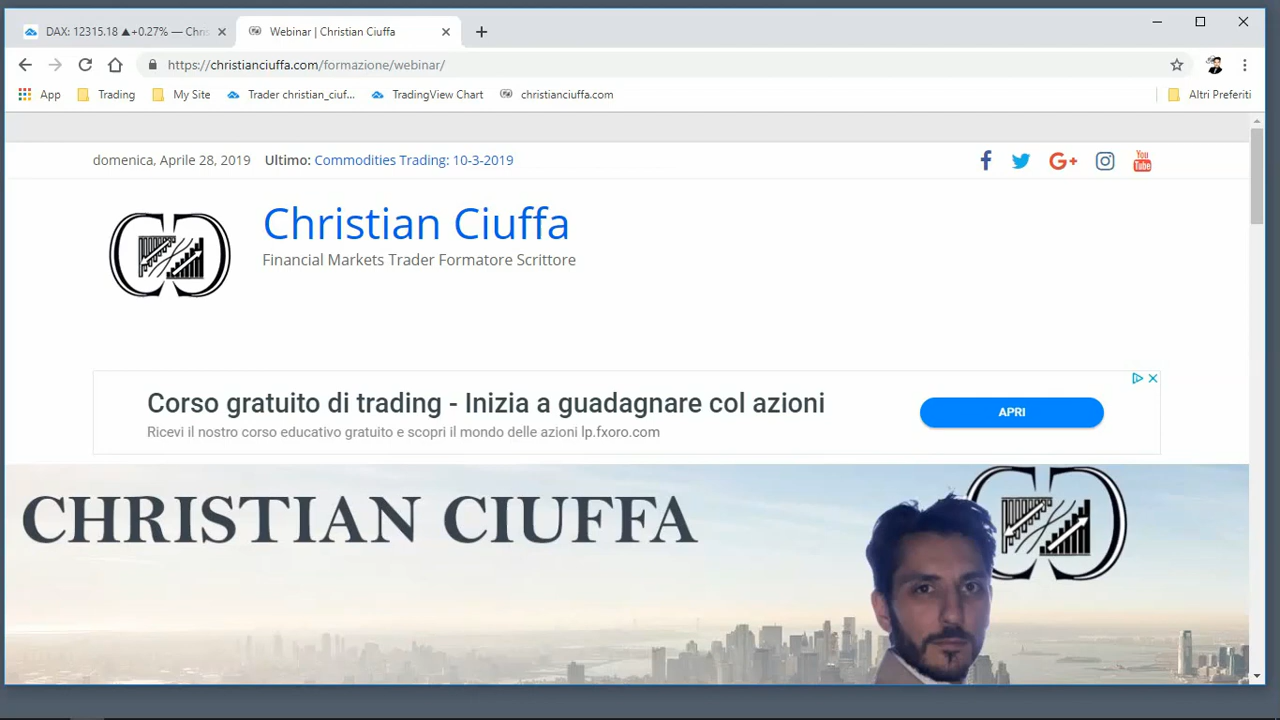 DAX: 12315.18 ▲+0.27% — Chris
Webinar | Christian Ciuffa
https://christianciuffa.com/formazione/webinar/
App
Trading
My Site
Trader christian_ciuf...
TradingView Chart
christianciuffa.com
Altri Preferiti
domenica, Aprile 28, 2019
Ultimo: Commodities Trading: 10-3-2019
You Tube
Christian Ciuffa
Financial Markets Trader Formatore Scrittore
Corso gratuito di trading - Inizia a guadagnare col azioni
Ricevi il nostro corso educativo gratuito e scopri il mondo delle azioni lp.fxoro.com
APRI
CHRISTIAN CIUFFA